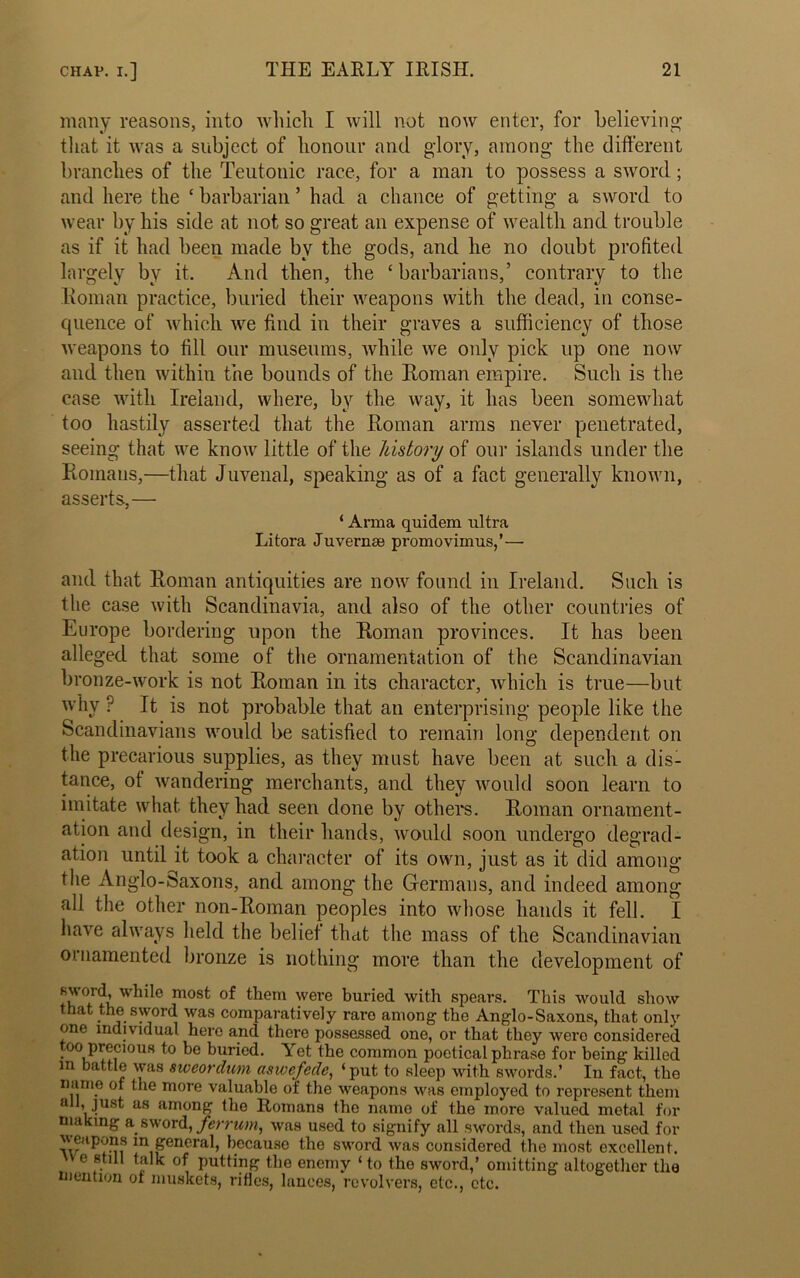 CHAP. I.] THE EARLY IRISH. 21
many reasons, into which I will not now enter, for believing
that it was a subject of honour and glory, among the different
branches of the Teutonic race, for a man to possess a sword;
and here the ‘barbarian’ had a chance of getting a sword to
wear by his side at not so great an expense of wealth and trouble
as if it had been made by the gods, and he no doubt profited
largely by it. And then, the ‘barbarians,’ contrary to the
Roman practice, buried their weapons with the dead, in conse-
quence of which we find in their graves a sufficiency of those
weapons to fill our museums, while we only pick up one now
and then within the bounds of the Roman empire. Such is the
case with Ireland, where, by the way, it has been somewhat
too hastily asserted that the Roman arms never penetrated,
seeing that we know little of the history of our islands under the
Romans,—that Juvenal, speaking as of a fact generally known,
asserts,—
‘Arma quidem ultra
Litora Juvernæ promovimus,’—
and that Roman antiquities are now found in Ireland. Such is
the case with Scandinavia, and also of the other countries of
Europe bordering upon the Roman provinces. It has been
alleged that some of the ornamentation of the Scandinavian
bronze-work is not Roman in its character, which is true—but
why? It is not probable that an enterprising people like the
Scandinavians would be satisfied to remain long dependent on
the precarious supplies, as they must have been at such a dis-
tance, of wandering merchants, and they would soon learn to
imitate what they had seen done by others. Roman ornament-
ation and design, in their hands, would soon undergo degrad-
ation until it took a character of its own, just as it did among
the Anglo-Saxons, and among the Germans, and indeed among
all the other non-Roman peoples into whose hands it fell. I
have always held the belief that the mass of the Scandinavian
ornamented bronze is nothing more than the development of
sword, while most of them were buried with spears. This would show
that the sword was comparatively rare among the Anglo-Saxons, that only
one individual here and there possessed one, or that they were considered
too precious to be buried. Yet the common poetical phrase for being killed
in battle was sweordum aswefede, ‘put to sleep with swords.’ In fact, the
name of the more valuable of the weapons was employed to represent them
all, just as among the Romans the name of the more valued metal for
making a sword, ferrum, was used to signify all swords, and then used for
weapons in general, because the sword was considered the most excellent.
We still talk of putting the enemy ‘to the sword,’ omitting altogether the
mention of muskets, rifles, lances, revolvers, etc., etc.